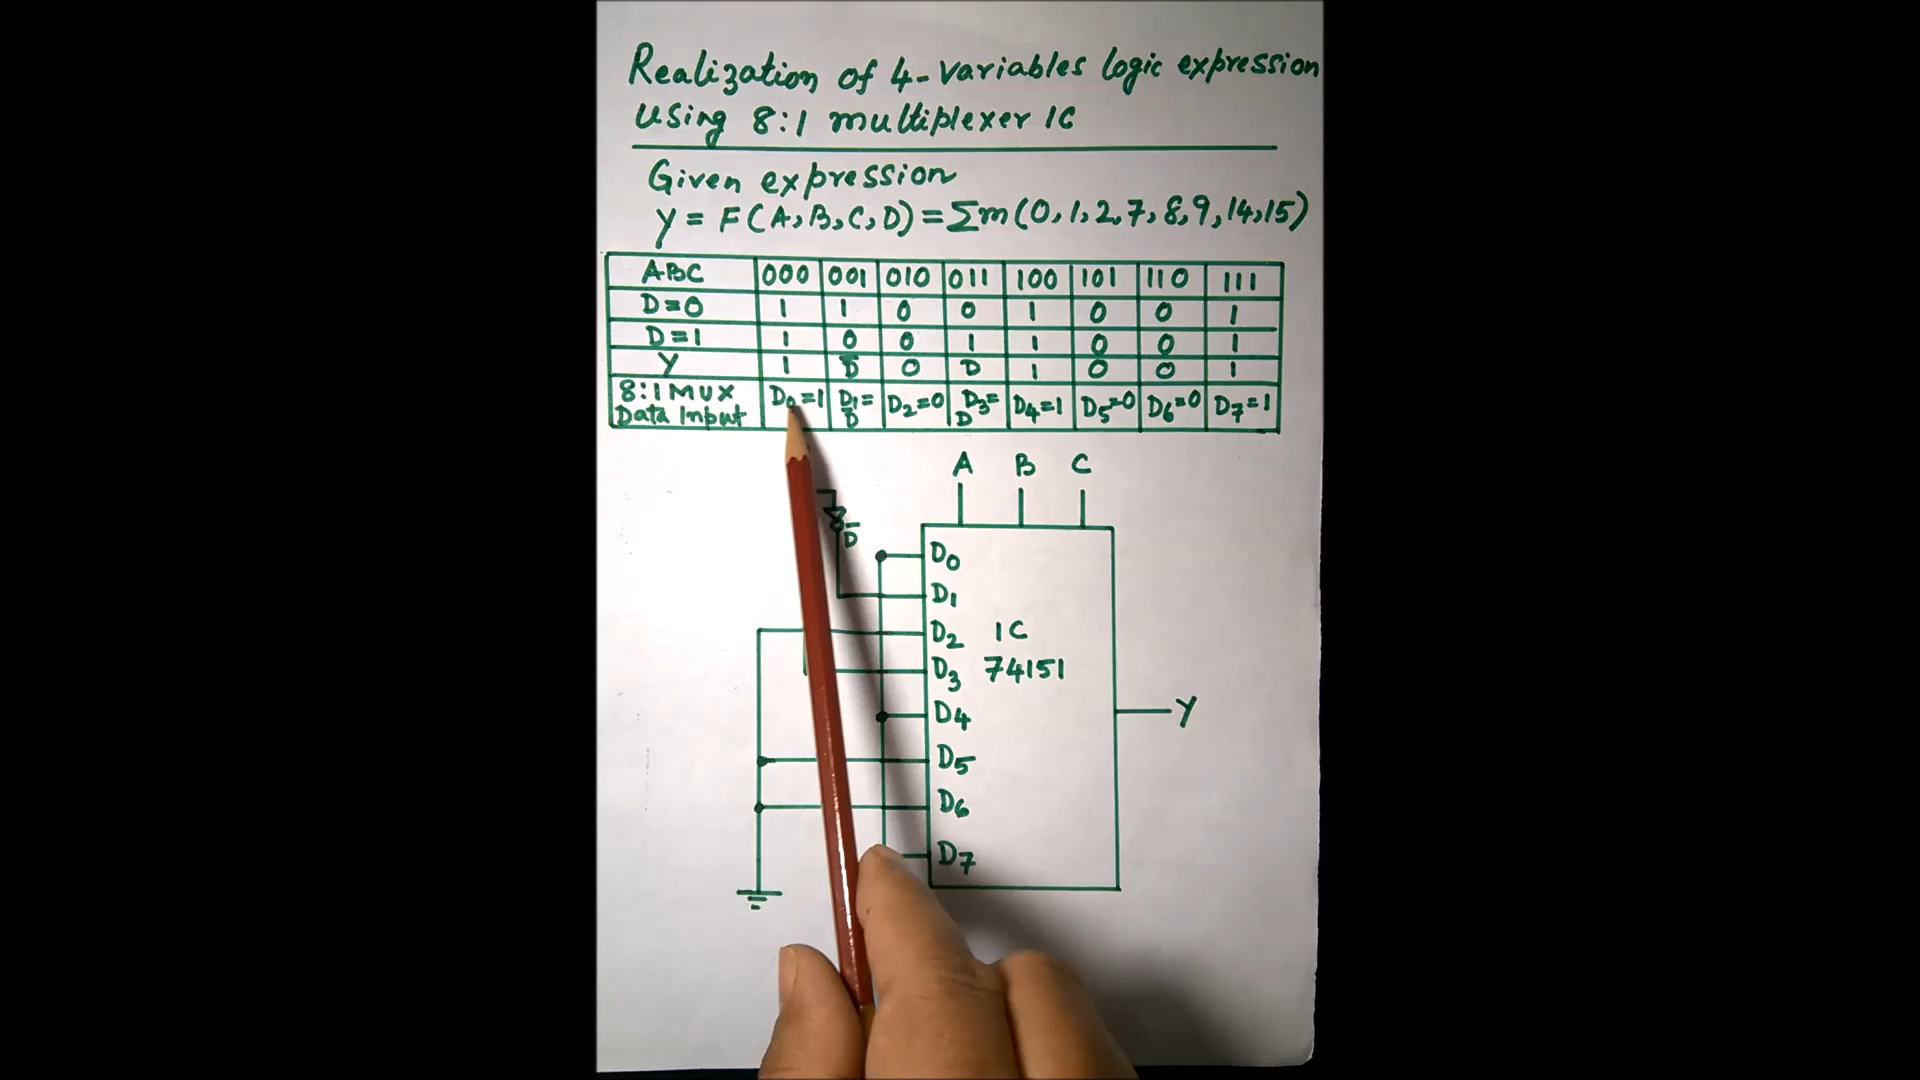 Realization of 4-variables logic expression
Using 8:1 multiplexer IC
Given expression
Y = F(A,B,C,D) = Σm(0,1,2,7,8,9,14,15)
ABC 000 001 010 011 100 101 110 111
D=0 1 1 0 0 1 0 0 1
D=1 1 0 0 1 1 0 0 1
Y 1 D̅ 0 D 1 0 0 1
8:1 MUX Data Input D0=1 D1=D̅ D2=0 D3=D D4=1 D5=0 D6=0 D7=1
A B C
D̅
D0
D1
D2 IC
D3 74151
D4
Y
D5
D6
D7